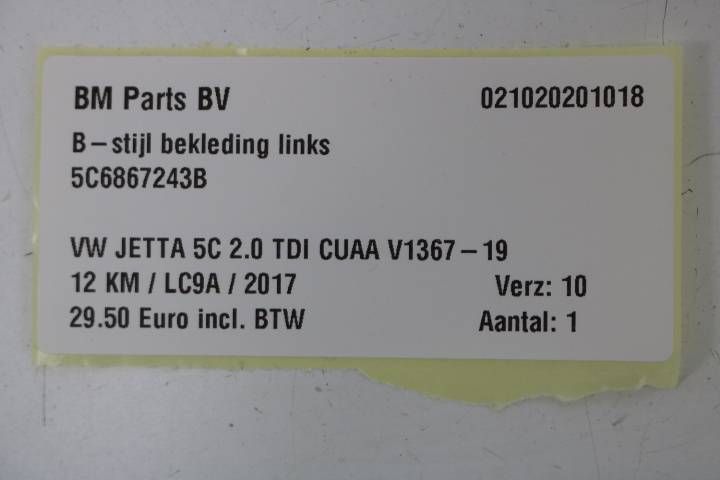 BM Parts BV 021020201018
B-stijl bekleding links
5C6867243B
VW JETTA 5C 2.0 TDI CUAA V1367-19
12 KM / LC9A / 2017 Verz: 10
29.50 Euro incl. BTW Aantal: 1